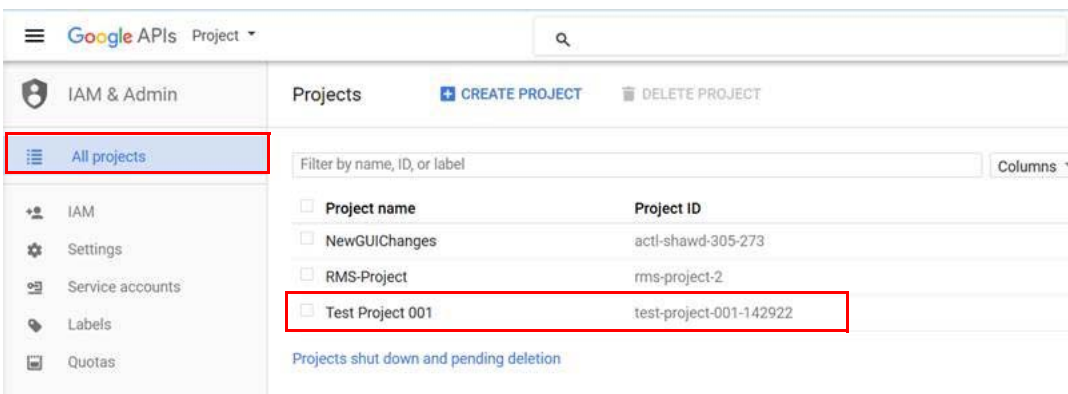 Google APIs Project
IAM & Admin
Projects CREATE PROJECT DELETE PROJECT
All projects
Filter by name, ID, or label Columns
Project name Project ID
IAM
NewGUIChanges actl-shawd-305-273
Settings
RMS-Project rms-project-2
Service accounts
Test Project 001 test-project-001-142922
Labels
Projects shut down and pending deletion
Quotas